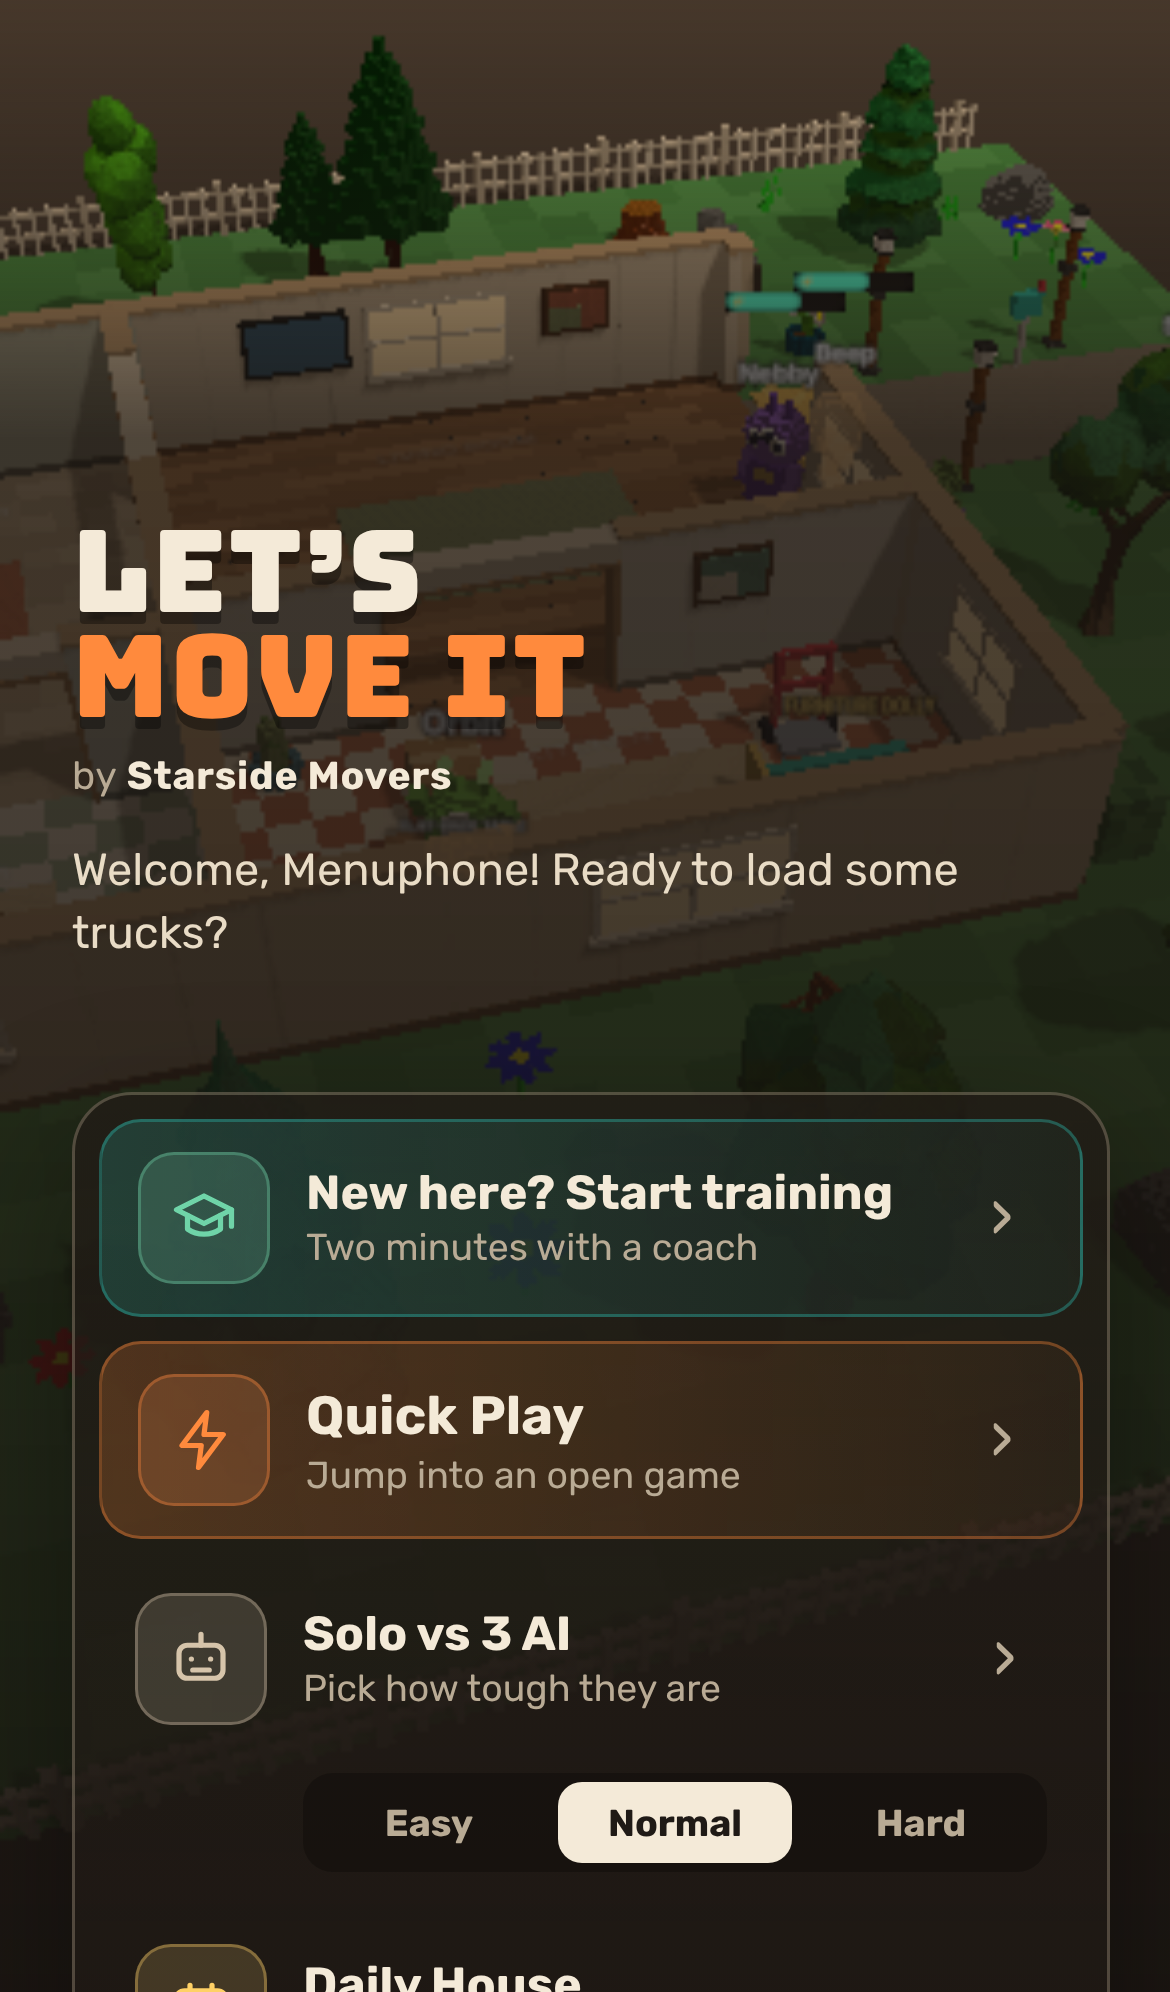 Beep
Nebby
LET'S
MOVE IT
by Starside Movers
Welcome, Menuphone! Ready to load some
trucks?
New here? Start training
Two minutes with a coach
Quick Play
Jump into an open game
Solo vs 3 AI
Pick how tough they are
Easy
Normal
Hard
Daily House